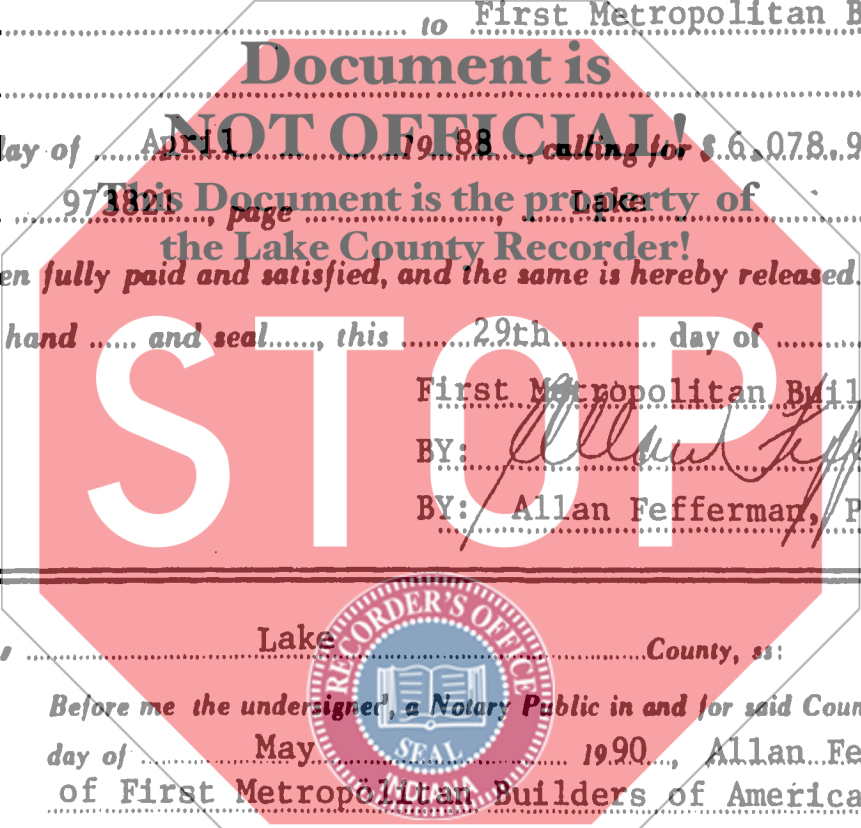 to First Metropolitan B
Document is
NOT OFFICIAL!
day of April 1988, calling for $ 6,078.9
This Document is the property of
973821, page Lake
the Lake County Recorder!
en fully paid and satisfied, and the same is hereby released.
hand and seal, this 29th day of
STOP
First Metropolitan Buil
BY:
BY: Allan Fefferman, P
RECORDER'S OFFICE
SEAL
INDIANA
Lake County, ss:
Before me the undersigned, a Notary Public in and for said Coun
day of May 1990, Allan Fe
of First Metropolitan Builders of America